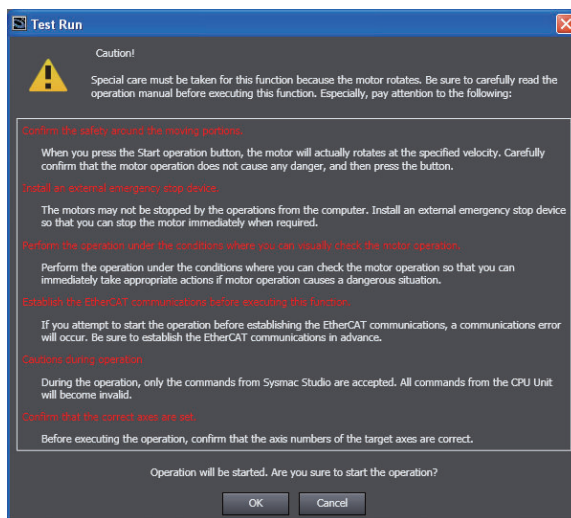 Test Run
Caution!
Special care must be taken for this function because the motor rotates. Be sure to carefully read the
operation manual before executing this function. Especially, pay attention to the following:
Confirm the safety around the moving portions.
When you press the Start operation button, the motor will actually rotates at the specified velocity. Carefully
confirm that the motor operation does not cause any danger, and then press the button.
Install an external emergency stop device.
The motors may not be stopped by the operations from the computer. Install an external emergency stop device
so that you can stop the motor immediately when required.
Perform the operation under the conditions where you can visually check the motor operation.
Perform the operation under the conditions where you can check the motor operation so that you can
immediately take appropriate actions if motor operation causes a dangerous situation.
Establish the EtherCAT communications before executing this function.
If you attempt to start the operation before establishing the EtherCAT communications, a communications error
will occur. Be sure to establish the EtherCAT communications in advance.
Cautions during operation
During the operation, only the commands from Sysmac Studio are accepted. All commands from the CPU Unit
will become invalid.
Confirm that the correct axes are set.
Before executing the operation, confirm that the axis numbers of the target axes are correct.
Operation will be started. Are you sure to start the operation?
OK Cancel